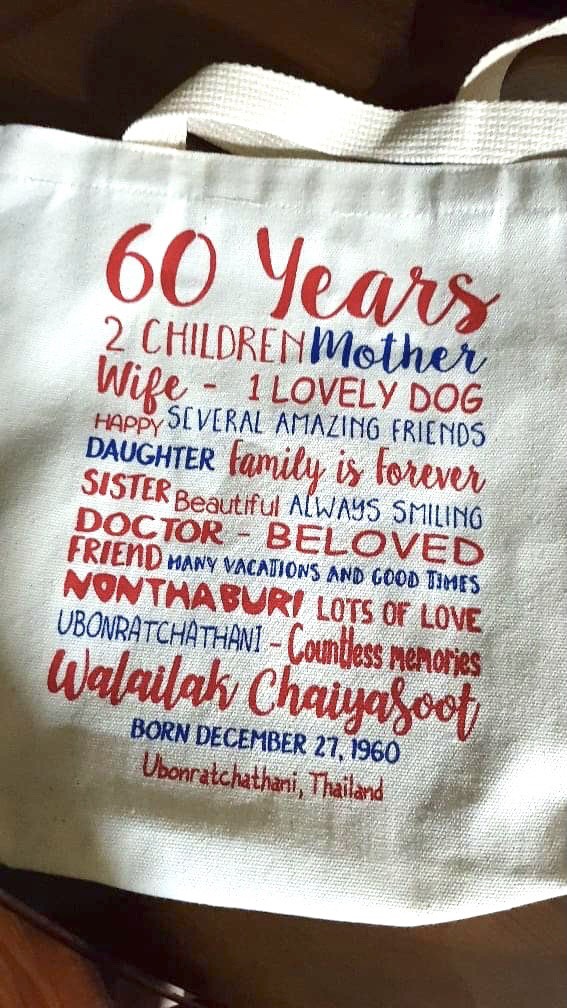 60 Years
2 CHILDREN Mother
Wife - 1 LOVELY DOG
HAPPY SEVERAL AMAZING FRIENDS
DAUGHTER family is forever
SISTER Beautiful ALWAYS SMILING
DOCTOR - BELOVED
FRIEND MANY VACATIONS AND GOOD TIMES
NONTHABURI LOTS OF LOVE
UBONRATCHATHANI - Countless memories
Walailak Chaiyasoot
BORN DECEMBER 27, 1960
Ubonratchathani, Thailand